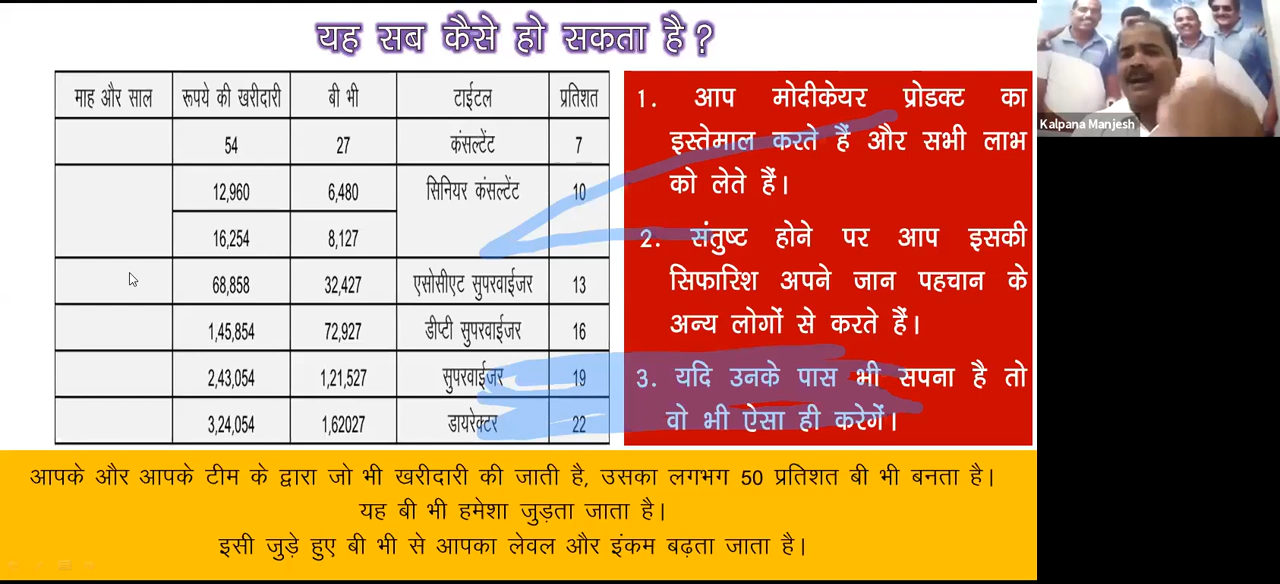 यह सब कैसे हो सकता है ?
माह और साल रूपये की खरीदारी बी भी टाईटल प्रतिशत
54 27 कंसल्टेंट 7
12,960 6,480 सिनियर कंसल्टेंट 10
16,254 8,127
68,858 32,427 एसोसीएट सुपरवाईजर 13
1,45,854 72,927 डीप्टी सुपरवाईजर 16
2,43,054 1,21,527 सुपरवाईजर 19
3,24,054 1,62027 डायरेक्टर 22
1. आप मोदीकेयर प्रोडक्ट का
इस्तेमाल करते हैं और सभी लाभ
को लेते हैं।
2. संतुष्ट होने पर आप इसकी
सिफारिश अपने जान पहचान के
अन्य लोगों से करते हैं।
3. यदि उनके पास भी सपना है तो
वो भी ऐसा ही करेगें।
Kalpana Manjesh
आपके और आपके टीम के द्वारा जो भी खरीदारी की जाती है, उसका लगभग 50 प्रतिशत बी भी बनता है।
यह बी भी हमेशा जुड़ता जाता है।
इसी जुड़े हुए बी भी से आपका लेवल और इंकम बढ़ता जाता है।